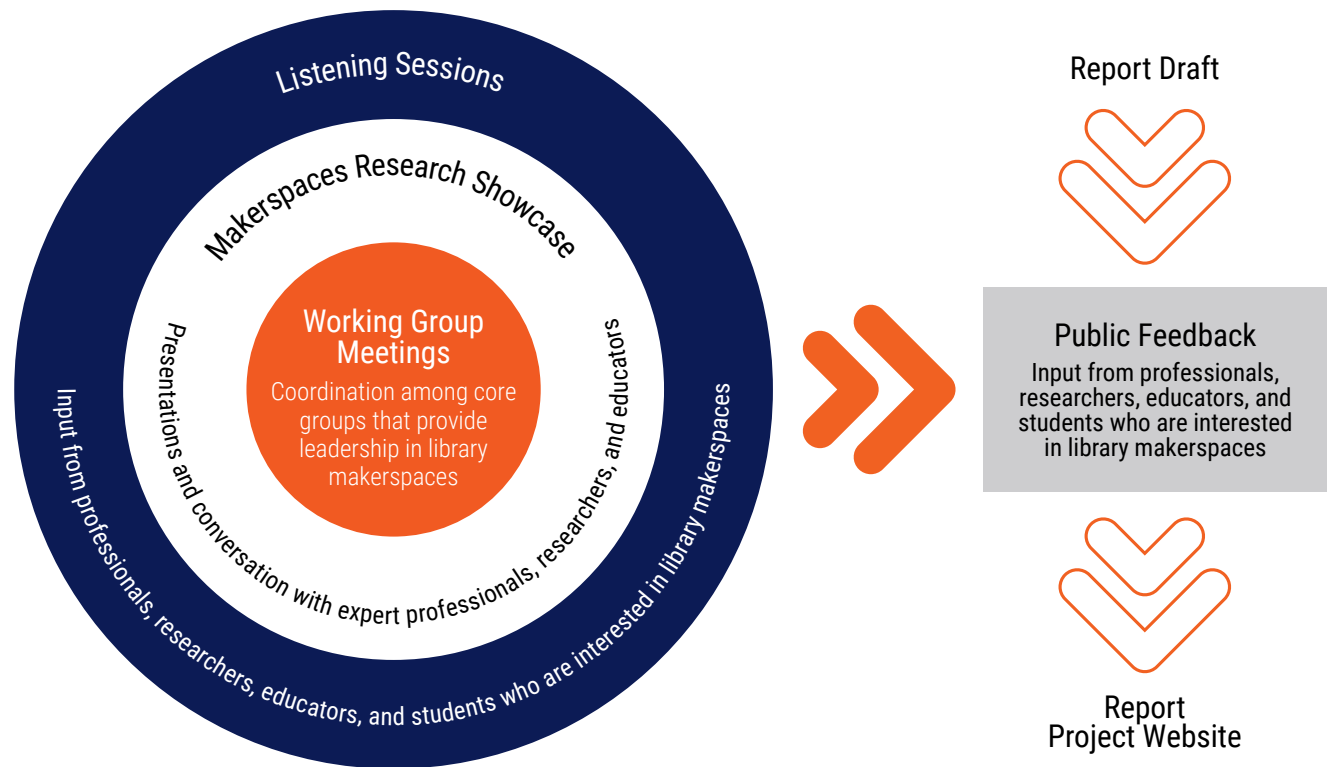 Listening Sessions
Input from professionals, researchers, educators, and students who are interested in library makerspaces
Makerspaces Research Showcase
Presentations and conversation with expert professionals, researchers, and educators
Working Group
Meetings
Coordination among core
groups that provide
leadership in library
makerspaces
Report Draft
Public Feedback
Input from professionals,
researchers, educators, and
students who are interested
in library makerspaces
Report
Project Website